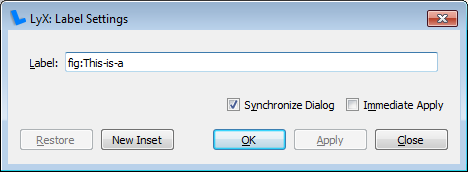 LyX: Label Settings
Label: fig:This-is-a
Synchronize Dialog Immediate Apply
Restore New Inset OK Apply Close